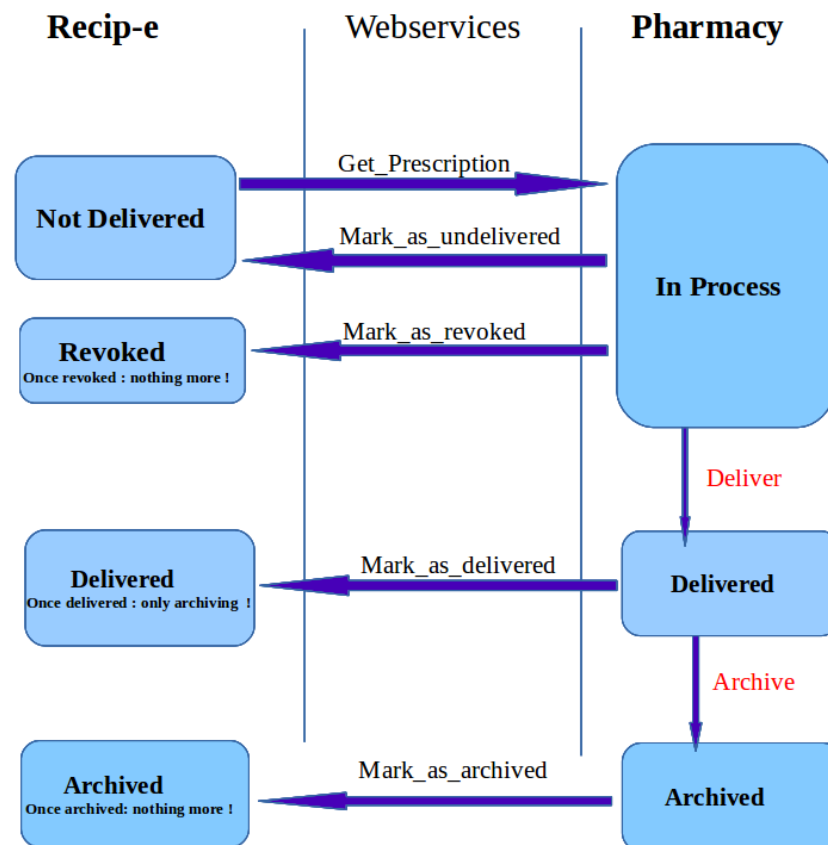 Recip-e
Webservices
Pharmacy
Get_Prescription
Not Delivered
Mark_as_undelivered
In Process
Mark_as_revoked
Revoked
Once revoked : nothing more !
Deliver
Mark_as_delivered
Delivered
Once delivered : only archiving !
Delivered
Archive
Mark_as_archived
Archived
Once archived: nothing more !
Archived